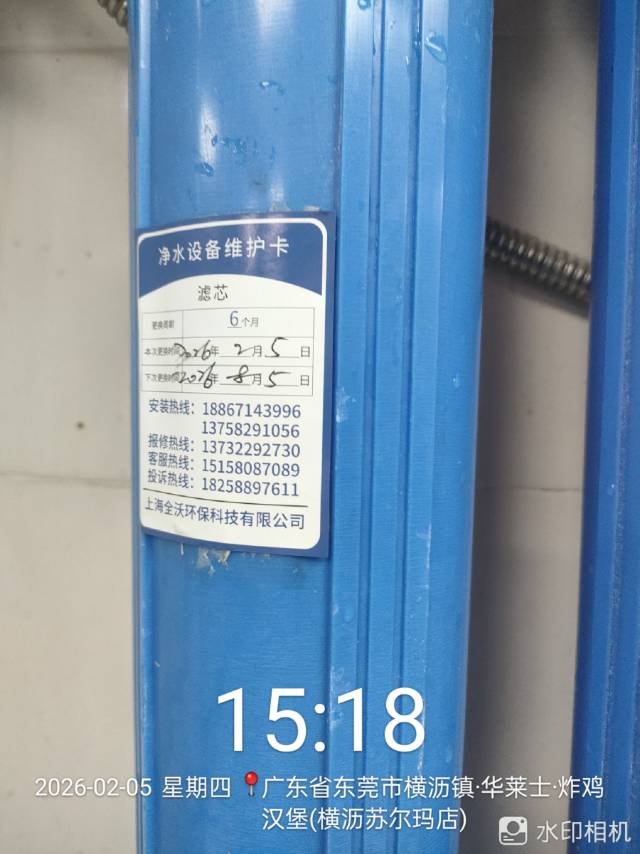 净水设备维护卡
滤芯
更换周期 6个月
本次更换时间 2026年 2月 5日
下次更换时间 2026年 8月 5日
安装热线：18867143996
13758291056
报修热线：13732292730
客服热线：15158087089
投诉热线：18258897611
上海全沃环保科技有限公司
15:18
2026-02-05 星期四 广东省东莞市横沥镇·华莱士·炸鸡
汉堡(横沥苏尔玛店)
水印相机